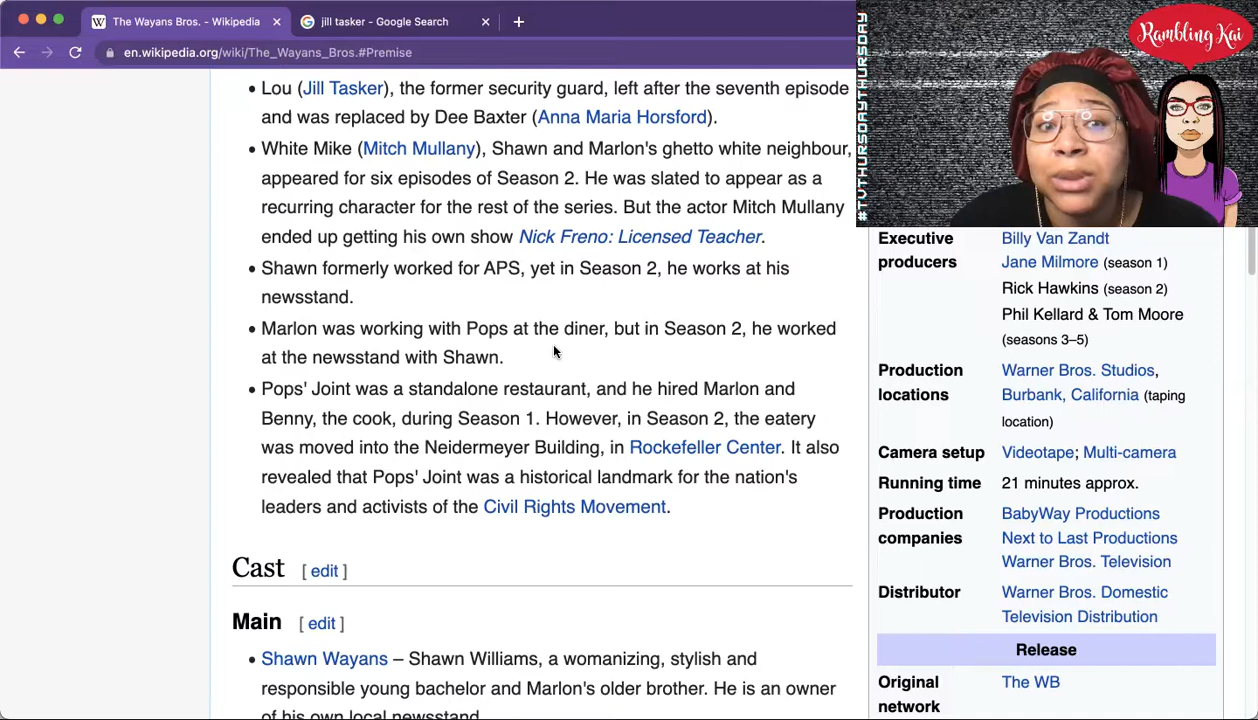 The Wayans Bros. - Wikipedia
jill tasker - Google Search
en.wikipedia.org/wiki/The_Wayans_Bros.#Premise
Rambling Kai
#TVTHURSDAYTHURSDAY
Lou (Jill Tasker), the former security guard, left after the seventh episode
and was replaced by Dee Baxter (Anna Maria Horsford).
White Mike (Mitch Mullany), Shawn and Marlon's ghetto white neighbour,
appeared for six episodes of Season 2. He was slated to appear as a
recurring character for the rest of the series. But the actor Mitch Mullany
ended up getting his own show Nick Freno: Licensed Teacher.
Shawn formerly worked for APS, yet in Season 2, he works at his
newsstand.
Marlon was working with Pops at the diner, but in Season 2, he worked
at the newsstand with Shawn.
Pops' Joint was a standalone restaurant, and he hired Marlon and
Benny, the cook, during Season 1. However, in Season 2, the eatery
was moved into the Neidermeyer Building, in Rockefeller Center. It also
revealed that Pops' Joint was a historical landmark for the nation's
leaders and activists of the Civil Rights Movement.
Cast [ edit ]
Main [ edit ]
Shawn Wayans – Shawn Williams, a womanizing, stylish and
responsible young bachelor and Marlon's older brother. He is an owner
of his own local newsstand.
Executive producers
Billy Van Zandt
Jane Milmore (season 1)
Rick Hawkins (season 2)
Phil Kellard & Tom Moore
(seasons 3–5)
Production locations
Warner Bros. Studios,
Burbank, California (taping
location)
Camera setup Videotape; Multi-camera
Running time 21 minutes approx.
Production companies
BabyWay Productions
Next to Last Productions
Warner Bros. Television
Distributor Warner Bros. Domestic
Television Distribution
Release
Original network
The WB